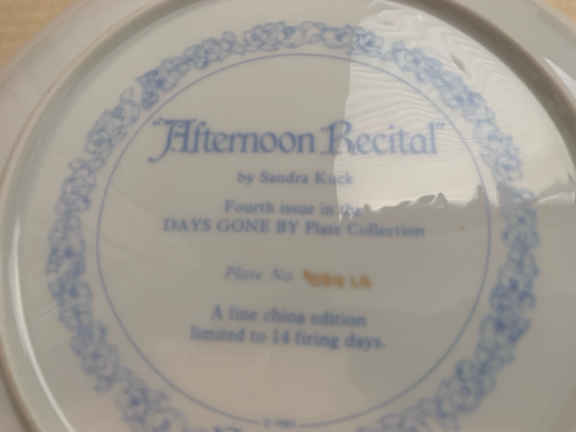 "Afternoon Recital"
by Sandra Kuck
Fourth issue in the
DAYS GONE BY Plate Collection
Plate No.
A fine china edition
limited to 14 firing days.